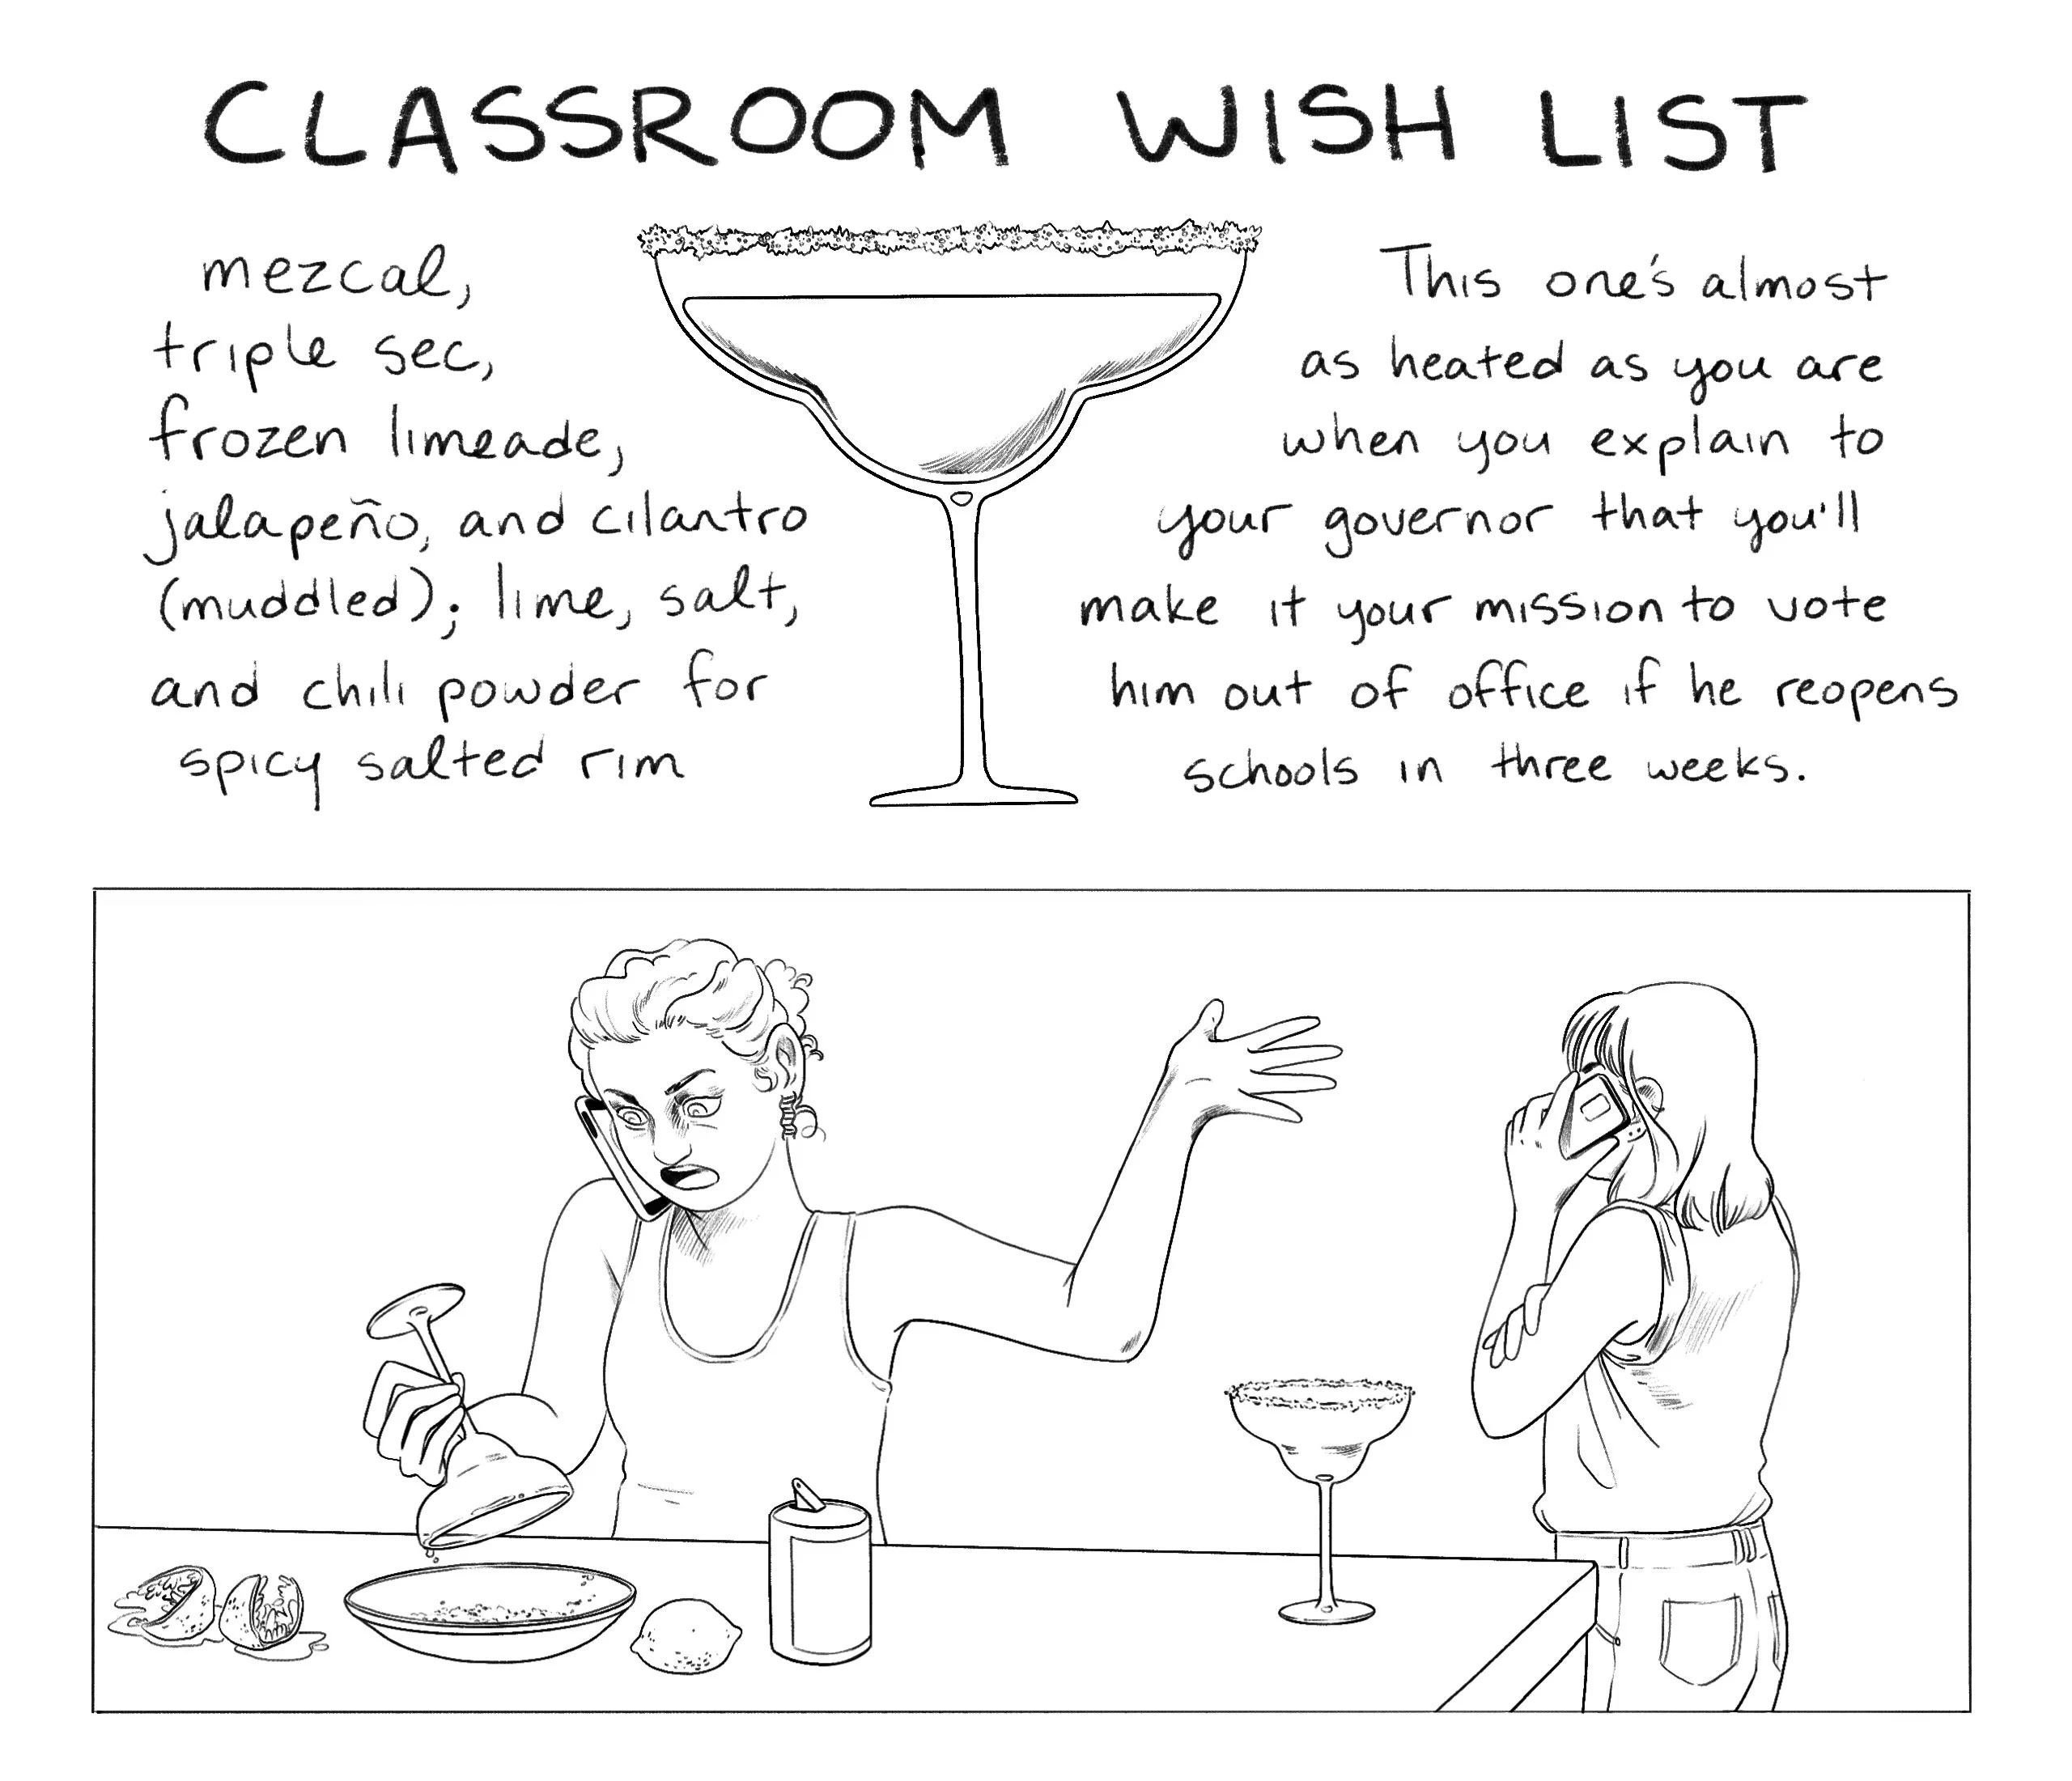 CLASSROOM WISH LIST
mezcal,
triple sec,
frozen limeade,
jalapeño, and cilantro
(muddled); lime, salt,
and chili powder for
spicy salted rim
This one's almost
as heated as you are
when you explain to
your governor that you'll
make it your mission to vote
him out of office if he reopens
schools in three weeks.